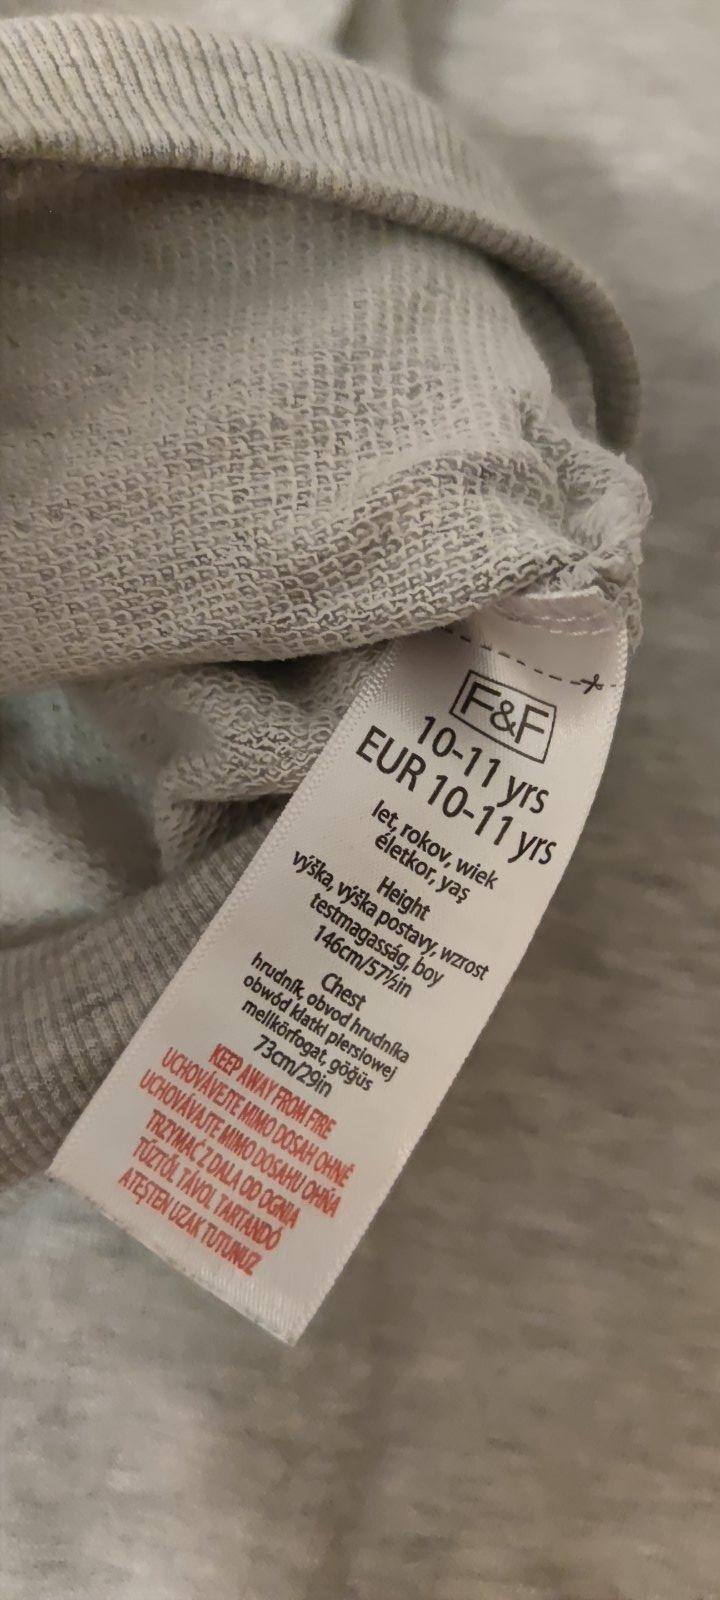 F&F
10-11 yrs
EUR 10-11 yrs
let, rokov, wiek
életkor, yaş
Height
výška, výška postavy, wzrost
testmagasság, boy
146cm/57½in
Chest
hrudník, obvod hrudníka
obwód klatki piersiowej
mellkörfogat, göğüs
73cm/29in
KEEP AWAY FROM FIRE
UCHOVÁVEJTE MIMO DOSAH OHNĚ
UCHOVÁVAJTE MIMO DOSAHU OHŇA
TRZYMAĆ Z DALA OD OGNIA
TŰZTŐL TÁVOL TARTANDÓ
ATEŞTEN UZAK TUTUNUZ